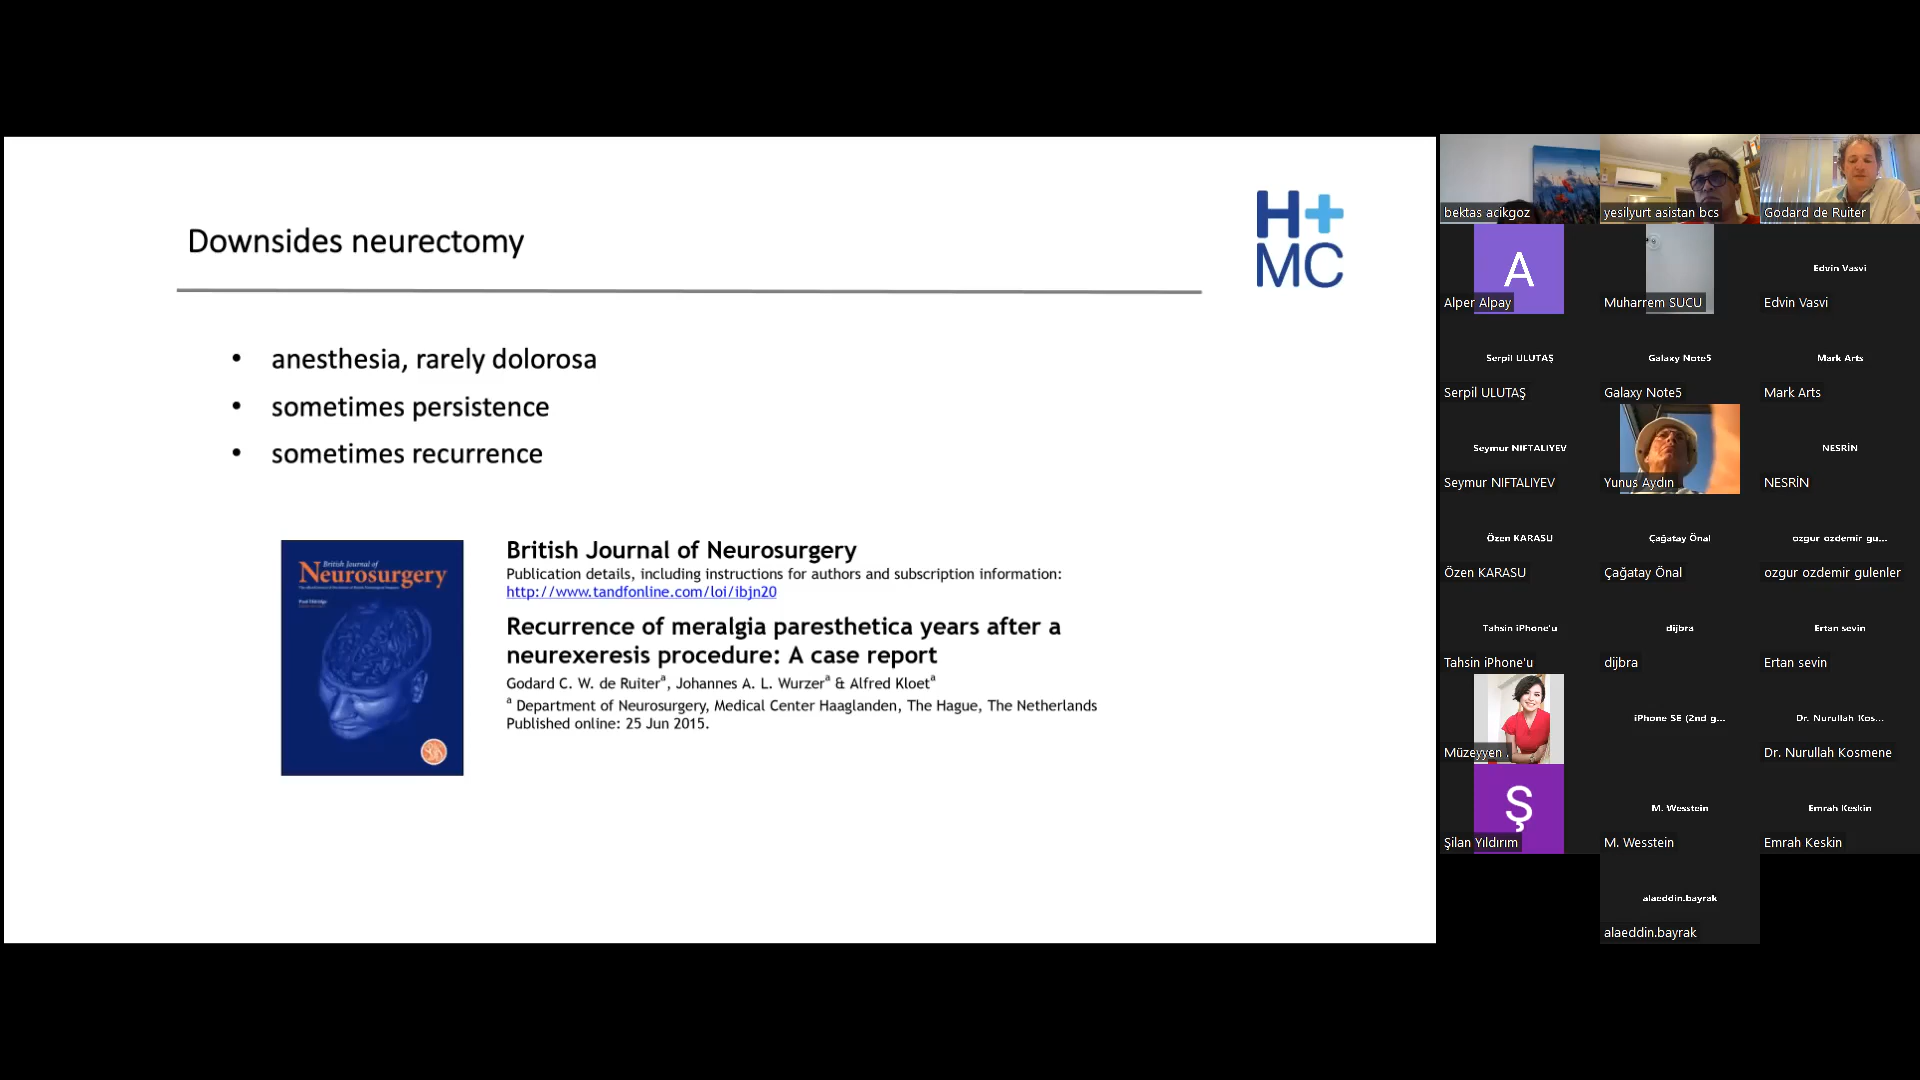 Downsides neurectomy
H+
MC
• anesthesia, rarely dolorosa
• sometimes persistence
• sometimes recurrence
British Journal of
Neurosurgery
British Journal of Neurosurgery
Publication details, including instructions for authors and subscription information:
http://www.tandfonline.com/loi/ibjn20
Recurrence of meralgia paresthetica years after a
neurexeresis procedure: A case report
Godard C. W. de Ruiterᵃ, Johannes A. L. Wurzerᵃ & Alfred Kloetᵃ
ᵃ Department of Neurosurgery, Medical Center Haaglanden, The Hague, The Netherlands
Published online: 25 Jun 2015.
bektas acikgoz
yesilyurt asistan bcs
Godard de Ruiter
A
Alper Alpay
Muharrem SUCU
Edvin Vasvi
Edvin Vasvi
Serpil ULUTAŞ
Serpil ULUTAŞ
Galaxy Note5
Galaxy Note5
Mark Arts
Mark Arts
Seymur NIFTALIYEV
Seymur NIFTALIYEV
Yunus Aydın
NESRİN
NESRİN
Özen KARASU
Özen KARASU
Çağatay Önal
Çağatay Önal
ozgur ozdemir gu...
ozgur ozdemir gulenler
Tahsin iPhone'u
Tahsin iPhone'u
dijbra
dijbra
Ertan sevin
Ertan sevin
Müzeyyen .
iPhone SE (2nd g...
Dr. Nurullah Kos...
Dr. Nurullah Kosmene
Ş
Şilan Yıldırım
M. Wesstein
M. Wesstein
Emrah Keskin
Emrah Keskin
alaeddin.bayrak
alaeddin.bayrak